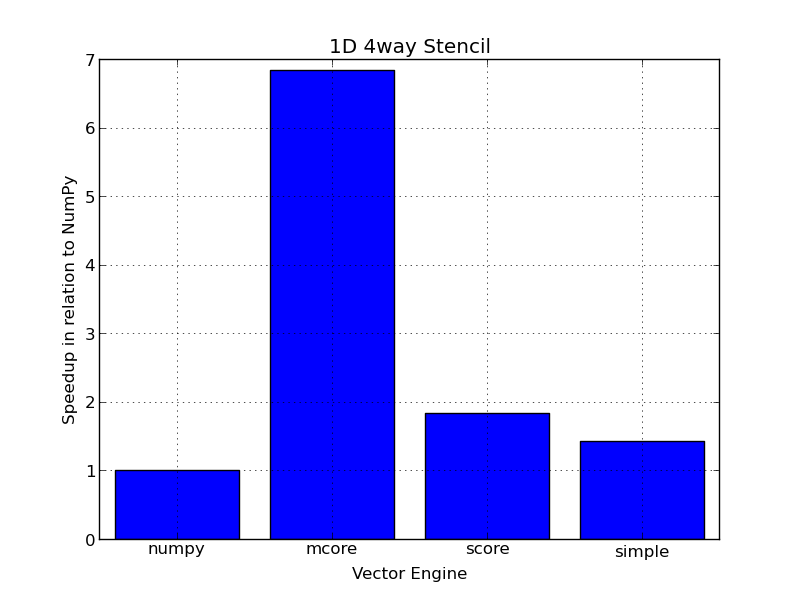 1D 4way Stencil
7
6
5
4
3
2
1
0
Speedup in relation to NumPy
numpy mcore score simple
Vector Engine